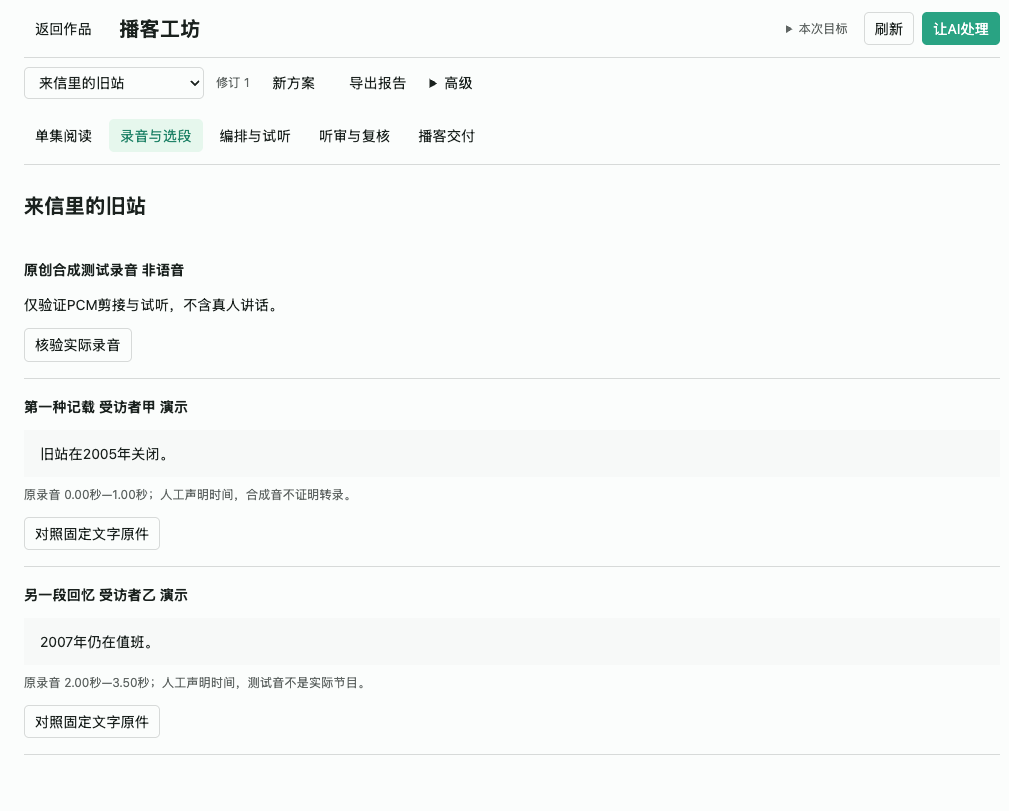 返回作品
播客工坊
▶ 本次目标
刷新
让AI处理
来信里的旧站
修订 1
新方案
导出报告
▶ 高级
单集阅读
录音与选段
编排与试听
听审与复核
播客交付
来信里的旧站
原创合成测试录音 非语音
仅验证PCM剪接与试听，不含真人讲话。
核验实际录音
第一种记载 受访者甲 演示
旧站在2005年关闭。
原录音 0.00秒—1.00秒；人工声明时间，合成音不证明转录。
对照固定文字原件
另一段回忆 受访者乙 演示
2007年仍在值班。
原录音 2.00秒—3.50秒；人工声明时间，测试音不是实际节目。
对照固定文字原件